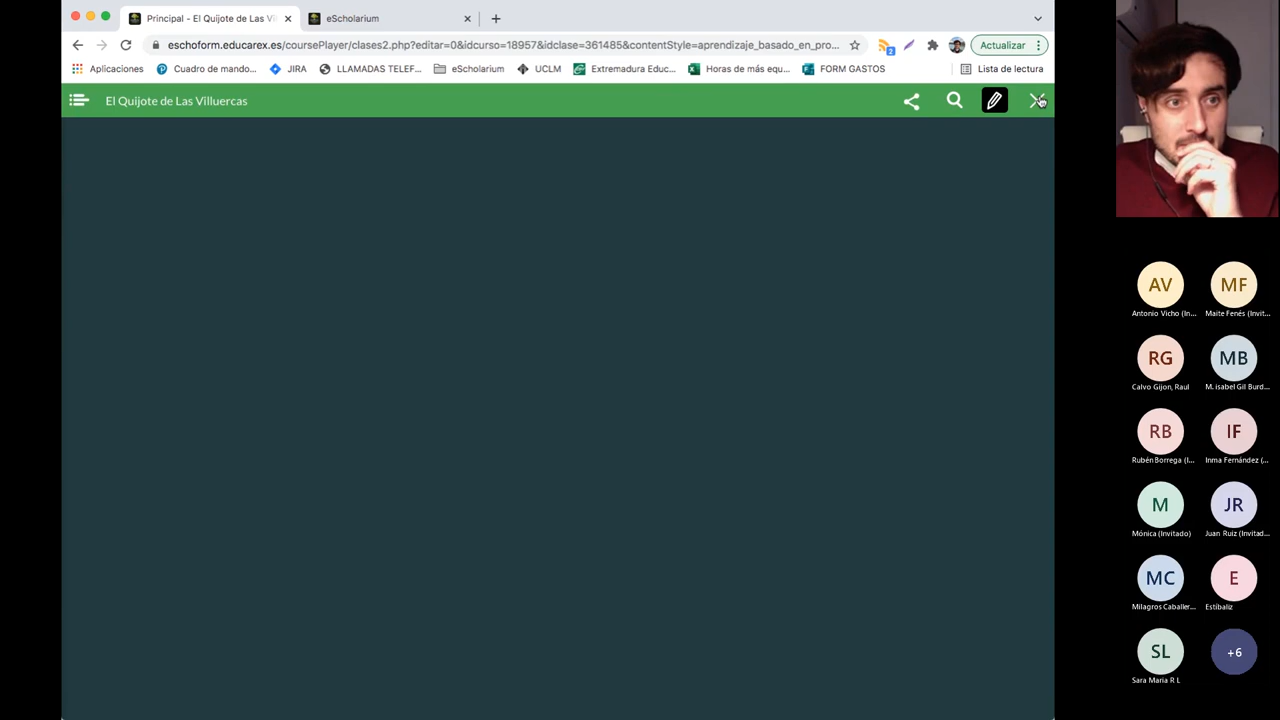 Principal - El Quijote de Las Vi
eScholarium
eschoform.educarex.es/coursePlayer/clases2.php?editar=0&idcurso=18957&idclase=361485&contentStyle=aprendizaje_basado_en_pro...
2
Actualizar
Aplicaciones
Cuadro de mando...
JIRA
LLAMADAS TELEF...
eScholarium
UCLM
Extremadura Educ...
Horas de más equ...
FORM GASTOS
Lista de lectura
El Quijote de Las Villuercas
AV
MF
Antonio Vicho (In...
Maite Fenés (Invit...
RG
MB
Calvo Gijon, Raul
M. isabel Gil Burd...
RB
IF
Rubén Borrega (I...
Inma Fernández (...
M
JR
Mónica (Invitado)
Juan Ruiz (Invitad...
MC
E
Milagros Caballer...
Estíbaliz
SL
+6
Sara Maria R L